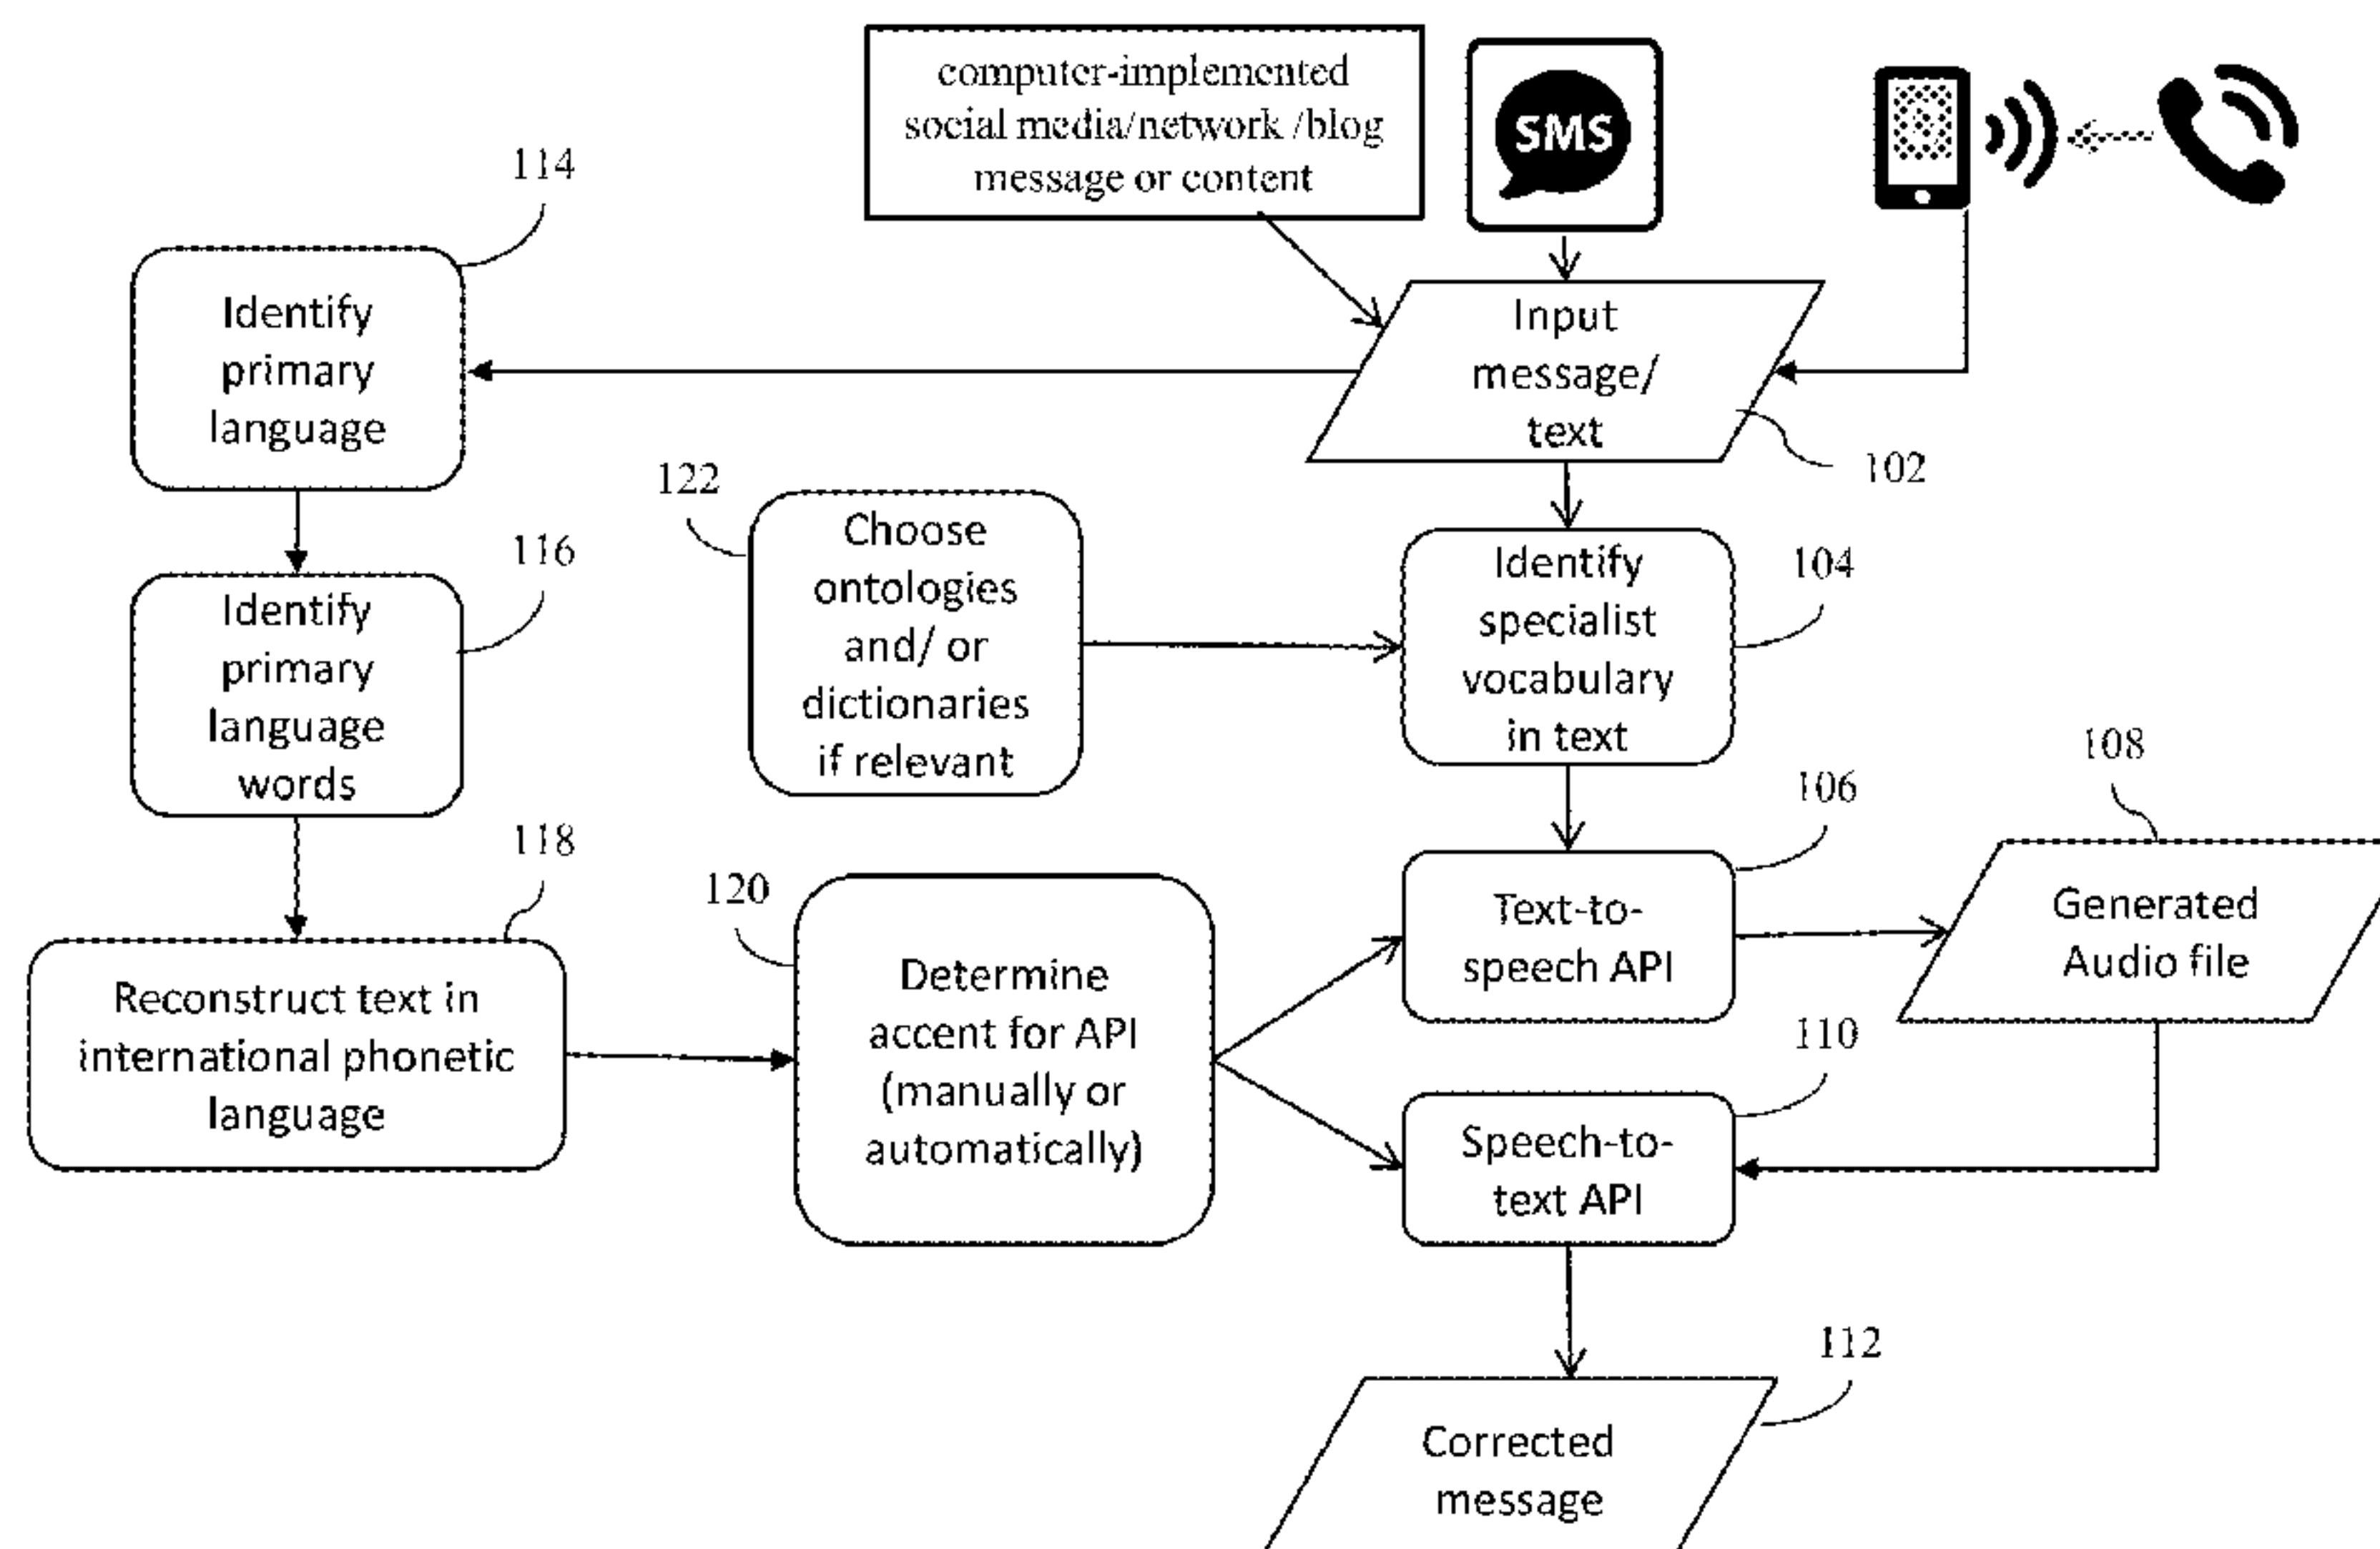 computer-implemented
social media/network /blog
message or content
SMS
114
Identify
primary
language
Input
message/
text
102
122
Choose
ontologies
and/ or
dictionaries
if relevant
116
Identify
primary
language
words
Identify
specialist
vocabulary
in text
104
118
Reconstruct text in
international phonetic
language
120
Determine
accent for API
(manually or
automatically)
106
Text-to-
speech API
108
Generated
Audio file
110
Speech-to-
text API
112
Corrected
message